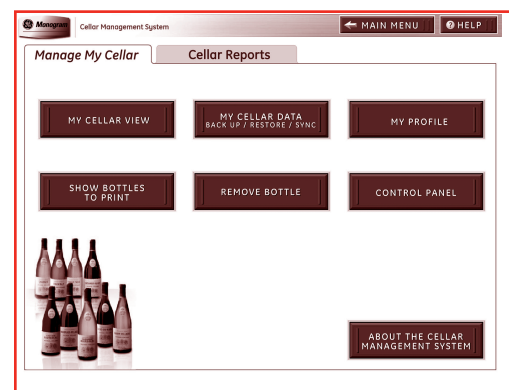 GE Monogram
Cellar Management System
MAIN MENU
HELP
Manage My Cellar
Cellar Reports
MY CELLAR VIEW
MY CELLAR DATA
BACK UP / RESTORE / SYNC
MY PROFILE
SHOW BOTTLES
TO PRINT
REMOVE BOTTLE
CONTROL PANEL
ABOUT THE CELLAR
MANAGEMENT SYSTEM